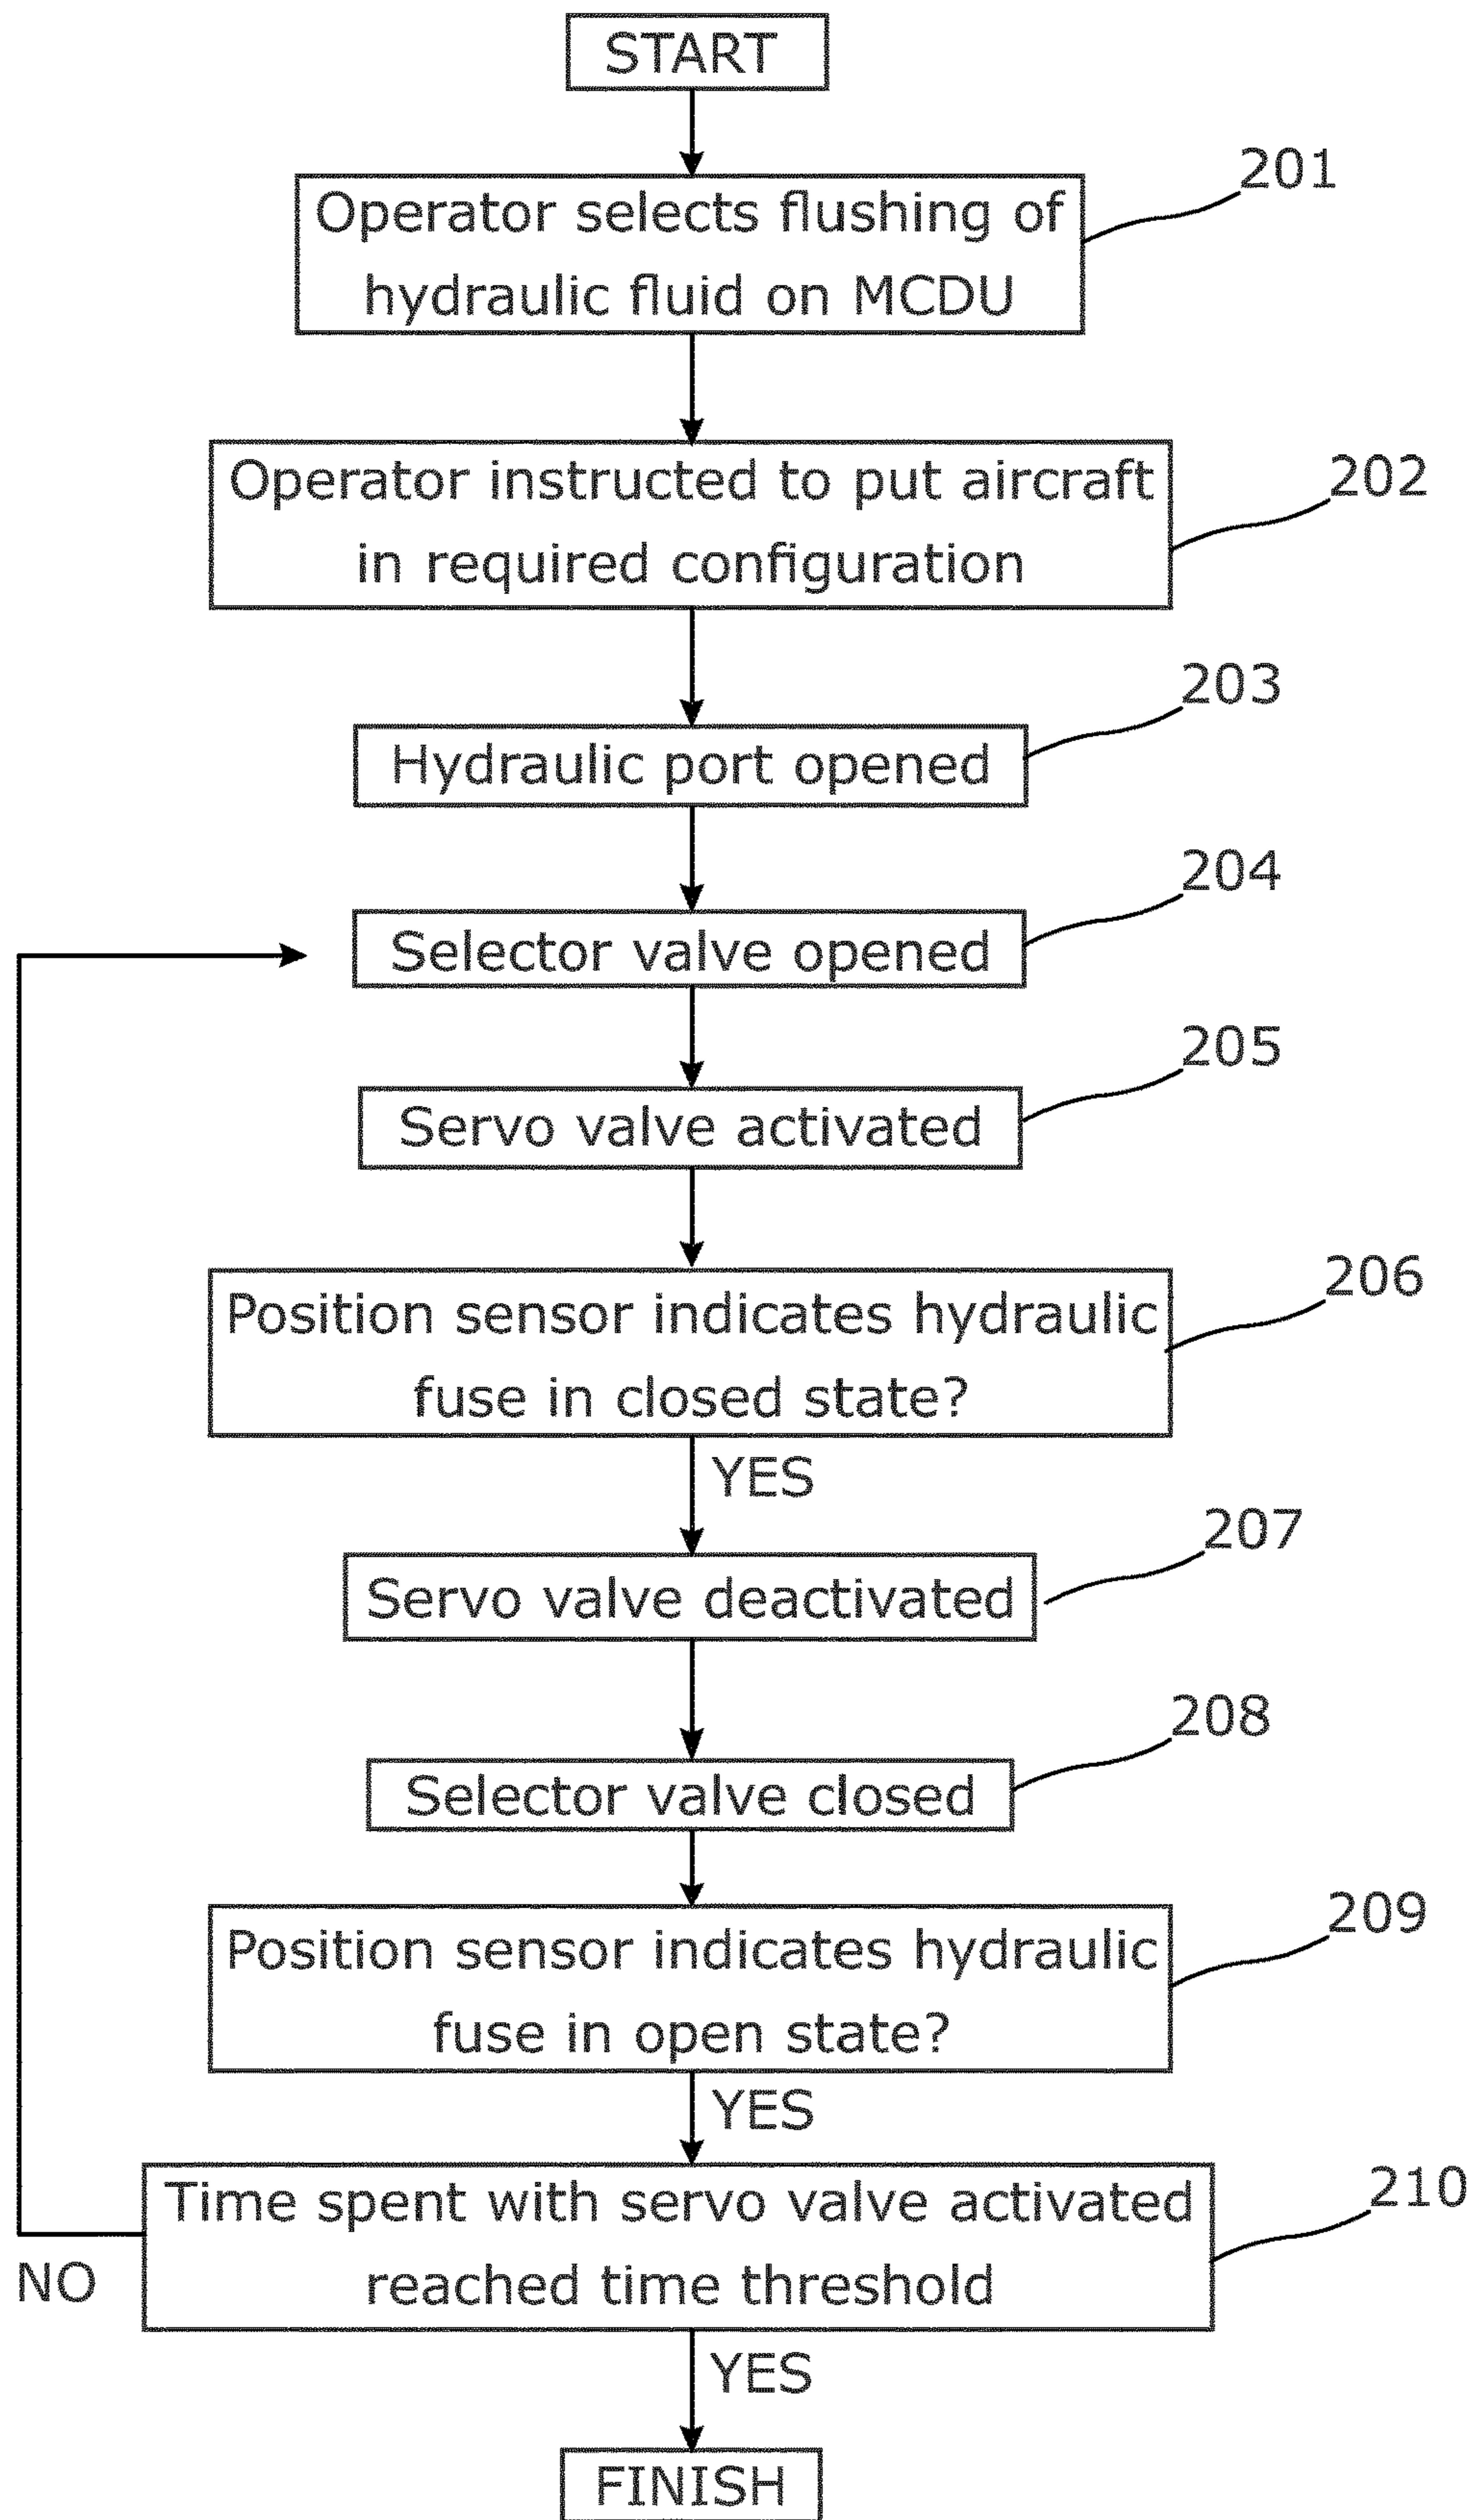 START
201
Operator selects flushing of
hydraulic fluid on MCDU
202
Operator instructed to put aircraft
in required configuration
203
Hydraulic port opened
204
Selector valve opened
205
Servo valve activated
206
Position sensor indicates hydraulic
fuse in closed state?
YES
207
Servo valve deactivated
208
Selector valve closed
209
Position sensor indicates hydraulic
fuse in open state?
YES
210
Time spent with servo valve activated
reached time threshold
NO
YES
FINISH